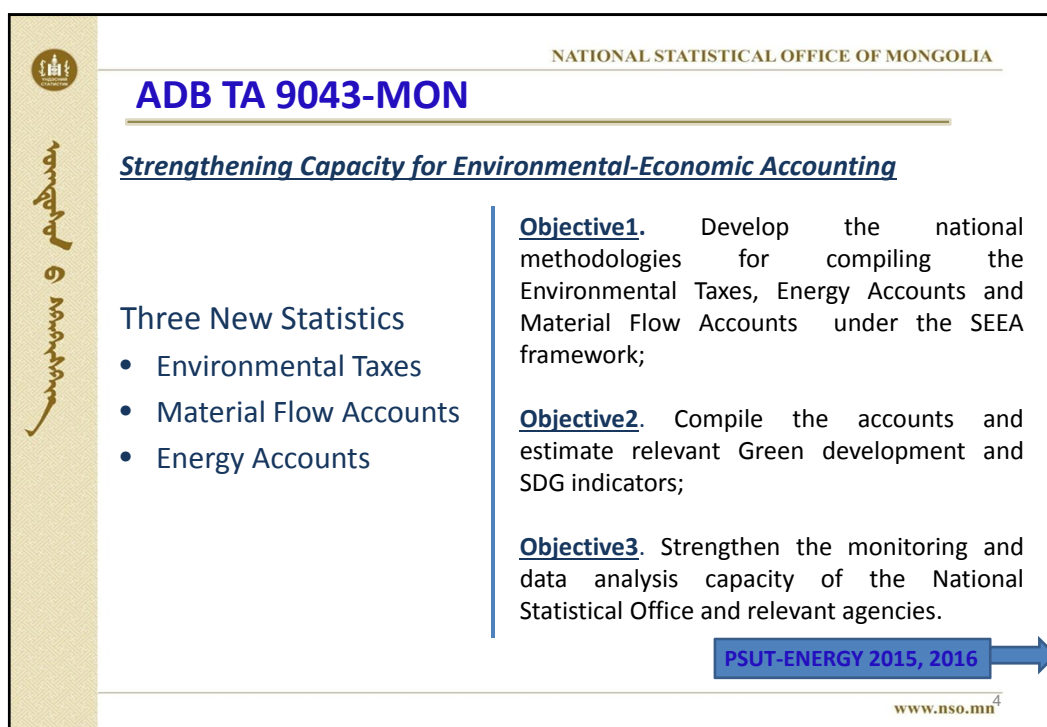 ҮНДЭСНИЙ
СТАТИСТИК
NATIONAL STATISTICAL OFFICE OF MONGOLIA
ADB TA 9043-MON
Strengthening Capacity for Environmental-Economic Accounting
Three New Statistics
• Environmental Taxes
• Material Flow Accounts
• Energy Accounts
Objective1. Develop the national
methodologies for compiling the
Environmental Taxes, Energy Accounts and
Material Flow Accounts under the SEEA
framework;
Objective2. Compile the accounts and
estimate relevant Green development and
SDG indicators;
Objective3. Strengthen the monitoring and
data analysis capacity of the National
Statistical Office and relevant agencies.
PSUT-ENERGY 2015, 2016
www.nso.mn
4